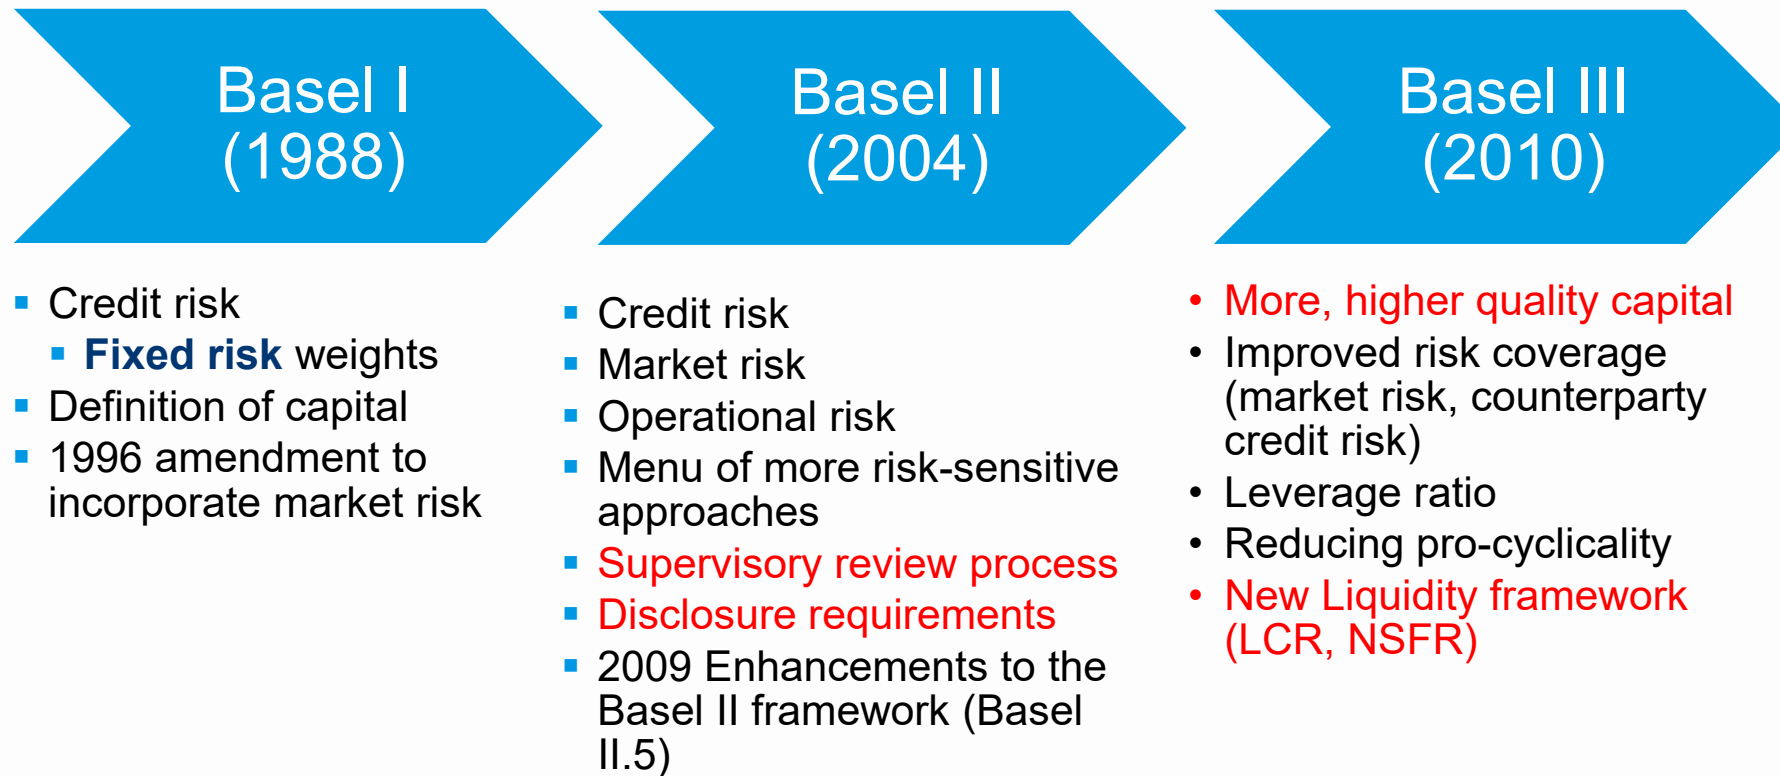 Basel I
(1988)
Basel II
(2004)
Basel III
(2010)
Credit risk
Fixed risk weights
Definition of capital
1996 amendment to
incorporate market risk
Credit risk
Market risk
Operational risk
Menu of more risk-sensitive
approaches
Supervisory review process
Disclosure requirements
2009 Enhancements to the
Basel II framework (Basel
II.5)
More, higher quality capital
Improved risk coverage
(market risk, counterparty
credit risk)
Leverage ratio
Reducing pro-cyclicality
New Liquidity framework
(LCR, NSFR)